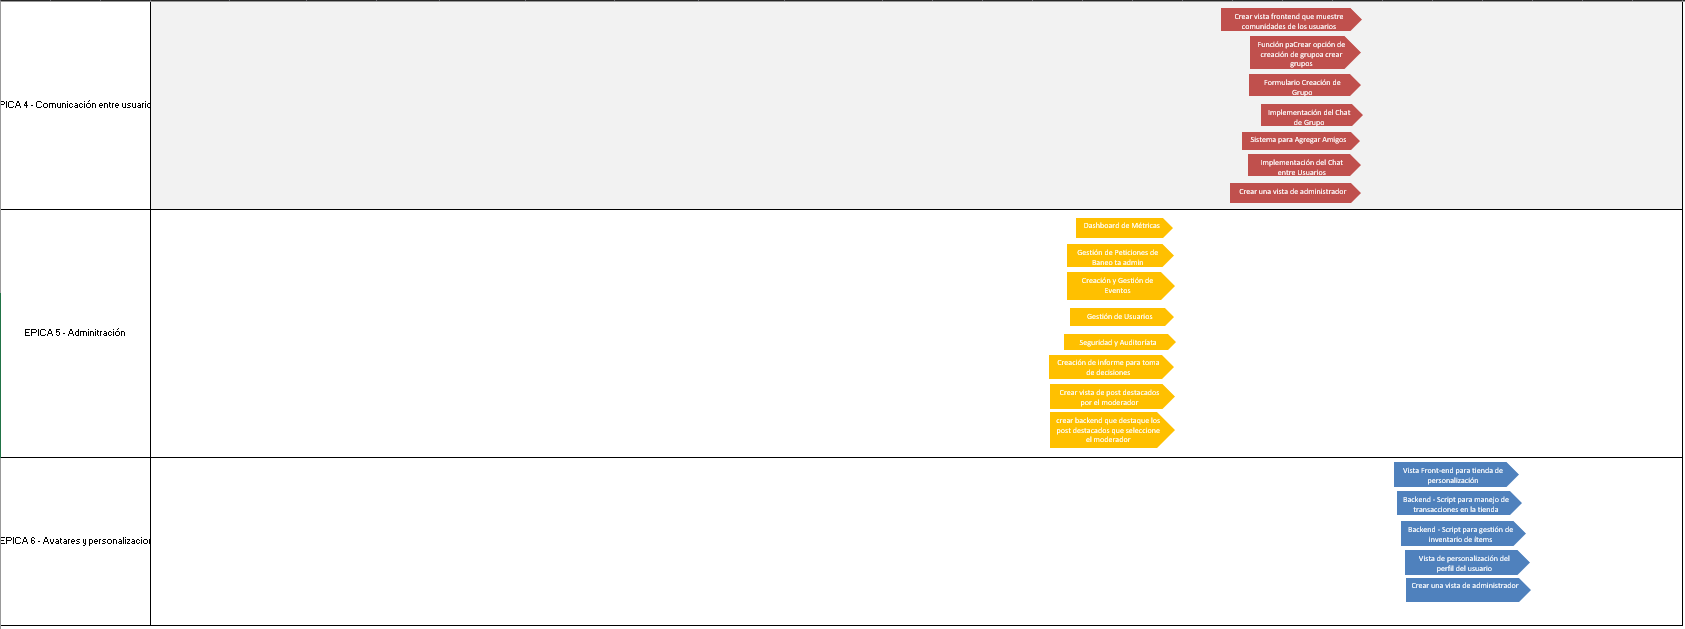 Crear vista frontend que muestre
comunidades de los usuarios
Función paCrear opción de
creación de grupoa crear
grupos
Formulario Creación de
Grupo
PICA 4 - Comunicación entre usuario
Implementación del Chat
de Grupo
Sistema para Agregar Amigos
Implementación del Chat
entre Usuarios
Crear una vista de administrador
Dashboard de Métricas
Gestión de Peticiones de
Baneo ta admin
Creación y Gestión de
Eventos
Gestión de Usuarios
EPICA 5 - Adminitración
Seguridad y Auditoríata
Creación de informe para toma
de decisiones
Crear vista de post destacados
por el moderador.
crear backend que destaque los
post destacados que seleccione
el moderador
Vista Front-end para tienda de
personalización
Backend - Script para manejo de
transacciones en la tienda
Backend - Script para gestión de
inventario de ítems
EPICA 6 - Avatares y personalizacion
Vista de personalización del
perfil del usuario
Crear una vista de administrador